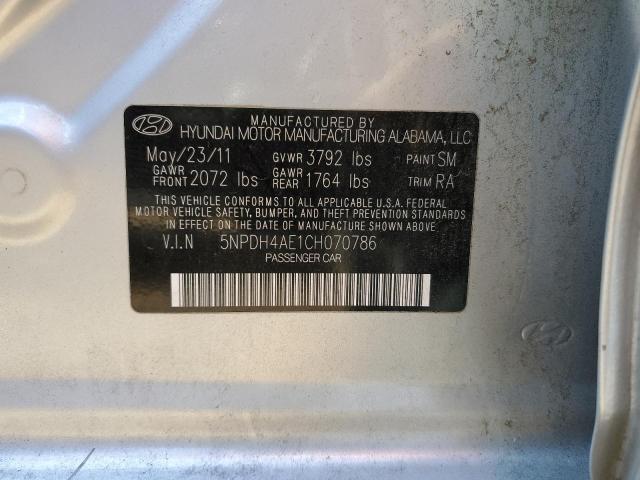 MANUFACTURED BY
HYUNDAI MOTOR MANUFACTURING ALABAMA, LLC
May/23/11 GVWR 3792 lbs PAINT SM
GAWR FRONT 2072 lbs GAWR REAR 1764 lbs TRIM RA
THIS VEHICLE CONFORMS TO ALL APPLICABLE U.S.A. FEDERAL
MOTOR VEHICLE SAFETY, BUMPER, AND THEFT PREVENTION
STANDARDS IN EFFECT ON THE DATE OF MANUFACTURE SHOWN ABOVE.
V.I.N 5NPDH4AE1CH070786
PASSENGER CAR